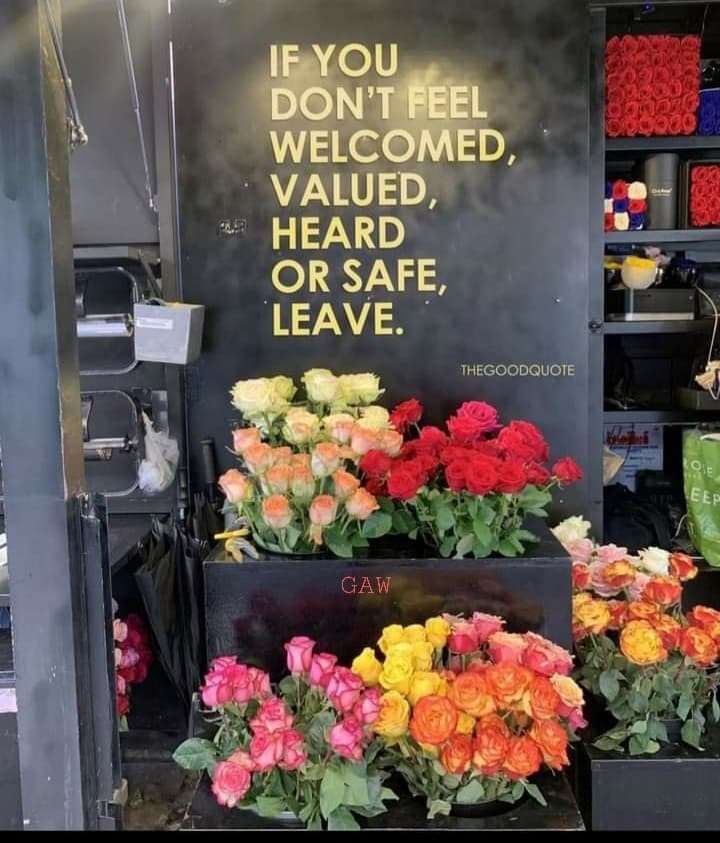 IF YOU
DON'T FEEL
WELCOMED,
VALUED,
HEARD
OR SAFE,
LEAVE.
THEGOODQUOTE
GAW